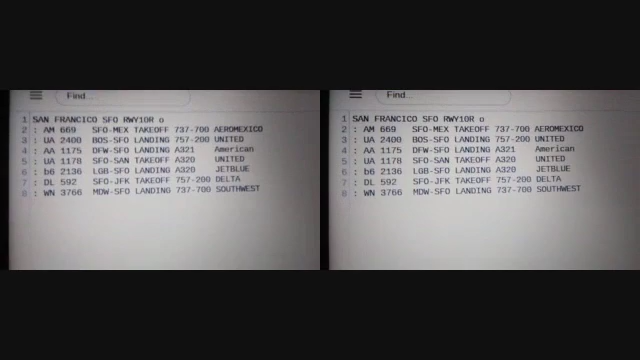 Find...
1 SAN FRANCICO SFO RWY10R o
2 : AM 669 SFO-MEX TAKEOFF 737-700 AEROMEXICO
3 : UA 2400 BOS-SFO LANDING 757-200 UNITED
4 : AA 1175 DFW-SFO LANDING A321 American
5 : UA 1178 SFO-SAN TAKEOFF A320 UNITED
6 : b6 2136 LGB-SFO LANDING A320 JETBLUE
7 : DL 592 SFO-JFK TAKEOFF 757-200 DELTA
8 : WN 3766 MDW-SFO LANDING 737-700 SOUTHWEST
Find...
1 SAN FRANCICO SFO RWY10R o
2 : AM 669 SFO-MEX TAKEOFF 737-700 AEROMEXICO
3 : UA 2400 BOS-SFO LANDING 757-200 UNITED
4 : AA 1175 DFW-SFO LANDING A321 American
5 : UA 1178 SFO-SAN TAKEOFF A320 UNITED
6 : b6 2136 LGB-SFO LANDING A320 JETBLUE
7 : DL 592 SFO-JFK TAKEOFF 757-200 DELTA
8 : WN 3766 MDW-SFO LANDING 737-700 SOUTHWEST